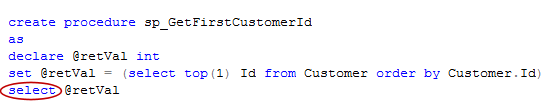 create procedure sp_GetFirstCustomerId
as
declare @retVal int
set @retVal = (select top(1) Id from Customer order by Customer.Id)
select @retVal